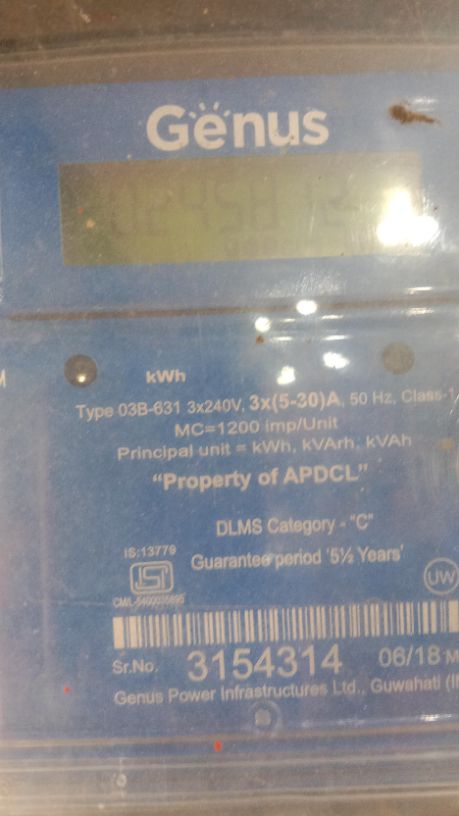 Genus
kWh
Type 03B-631 3x240V, 3x(5-30)A, 50 Hz, Class-1
MC=1200 imp/Unit
Principal unit = kWh, kVArh, kVAh
"Property of APDCL"
DLMS Category - "C"
IS:13779
Guarantee period '5½ Years'
ISI
UW
Sr.No. 3154314 06/18
Genus Power Infrastructures Ltd., Guwahati